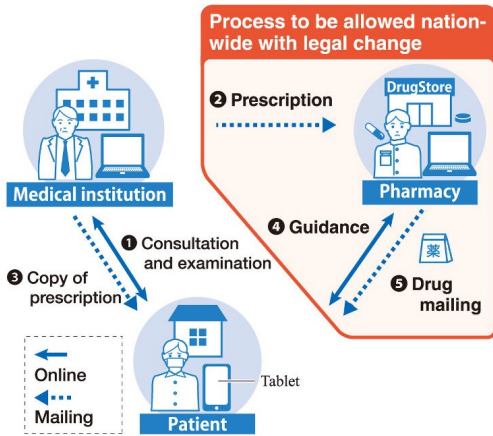 Process to be allowed nation-
wide with legal change
❷ Prescription
DrugStore
Medical institution
Pharmacy
❹ Guidance
❶ Consultation
and examination
❸ Copy of
prescription
薬
❺ Drug
mailing
Online
Mailing
Tablet
Patient